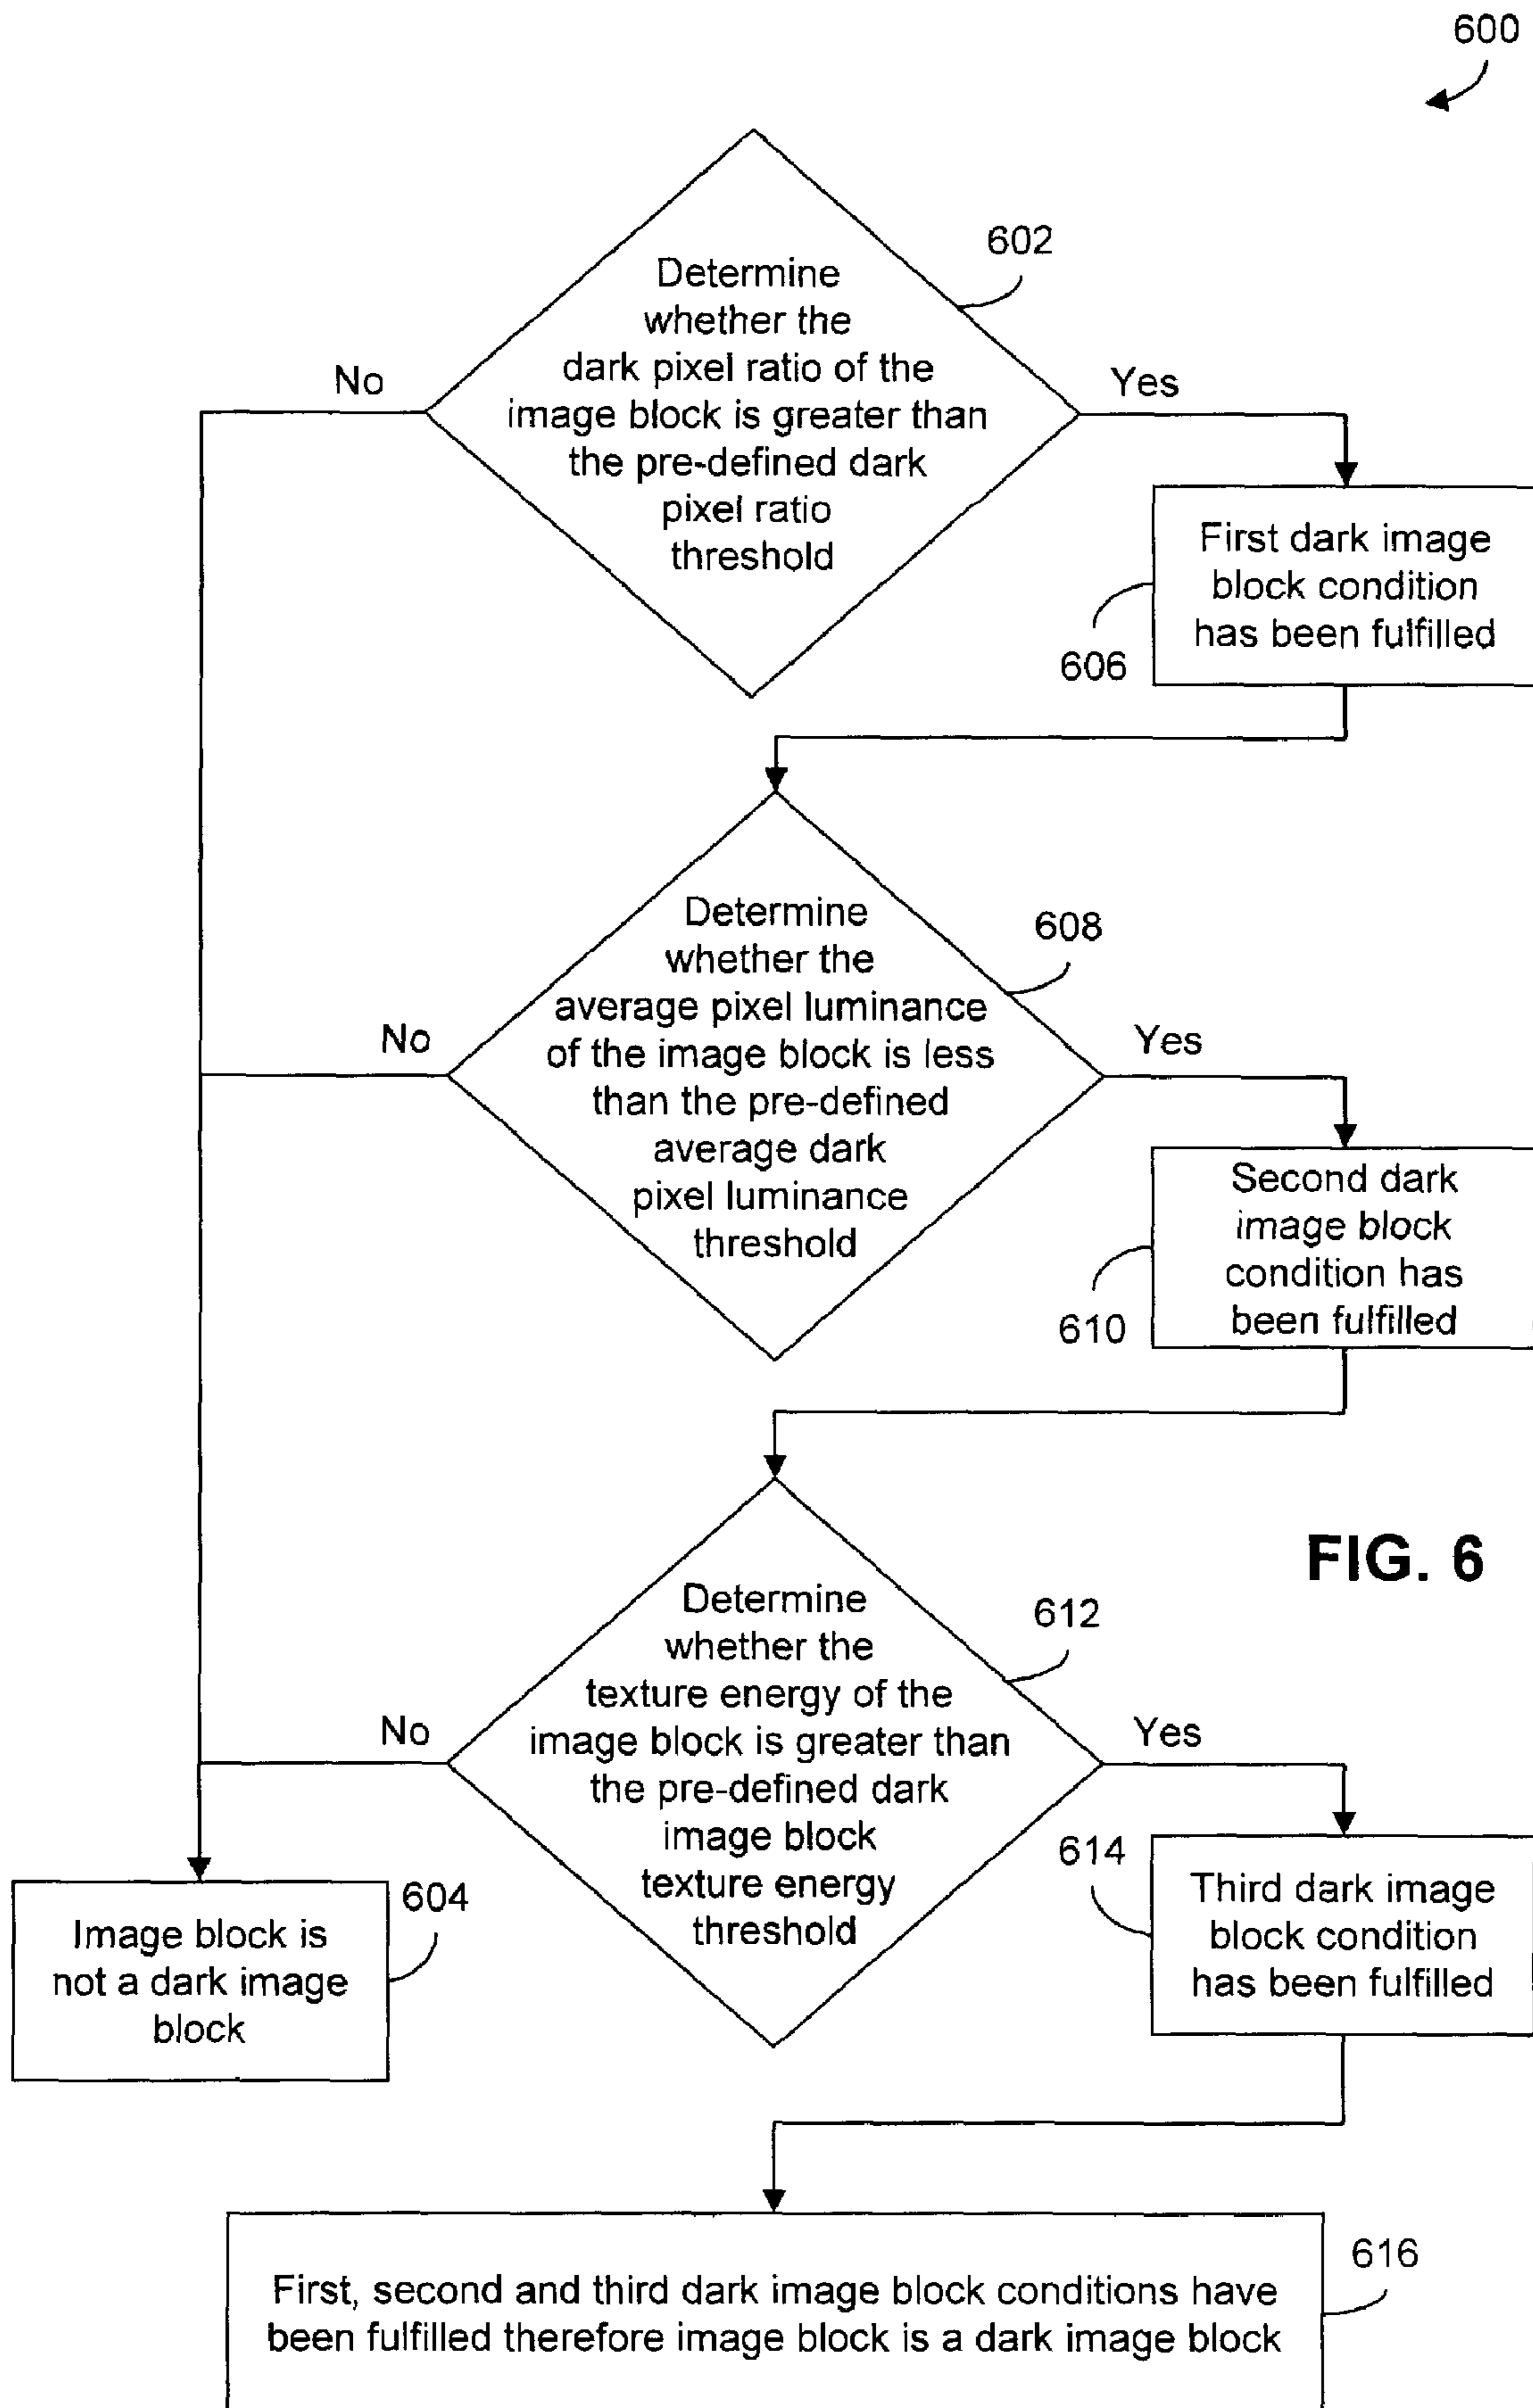 600
602
Determine
whether the
dark pixel ratio of the
image block is greater than
the pre-defined dark
pixel ratio
threshold
No
Yes
First dark image
block condition
has been fulfilled
606
608
Determine
whether the
average pixel luminance
of the image block is less
than the pre-defined
average dark
pixel luminance
threshold
No
Yes
Second dark
image block
condition has
been fulfilled
610
FIG. 6
612
Determine
whether the
texture energy of the
image block is greater than
the pre-defined dark
image block
texture energy
threshold
No
Yes
614
Third dark image
block condition
has been fulfilled
604
Image block is
not a dark image
block
616
First, second and third dark image block conditions have
been fulfilled therefore image block is a dark image block